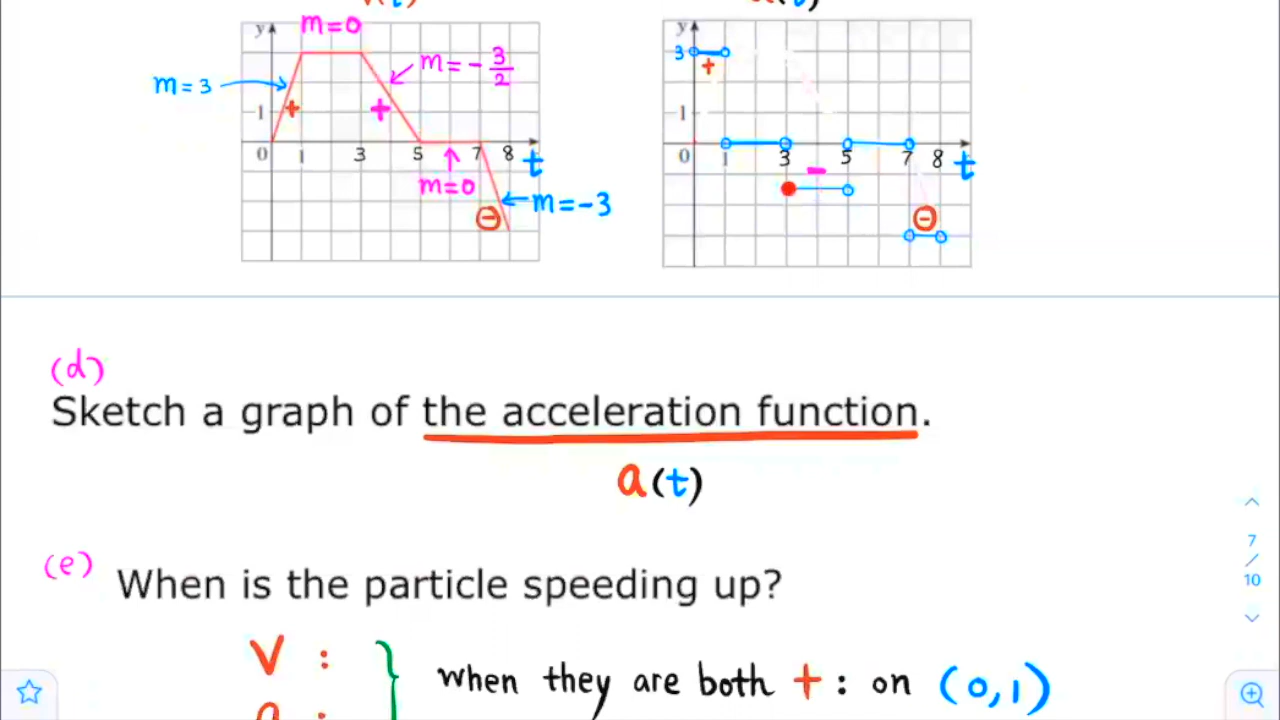 v(t)
a(t)
y
m=0
m=3
m=-3/2
+
+
1
0
1
3
5
7
8
t
m=0
m=-3
⊖
y
3
+
1
0
1
3
5
7
8
t
-
⊖
(d)
Sketch a graph of the acceleration function.
a(t)
(e)
When is the particle speeding up?
V :
a :
when they are both + : on (0,1)
7
/
10